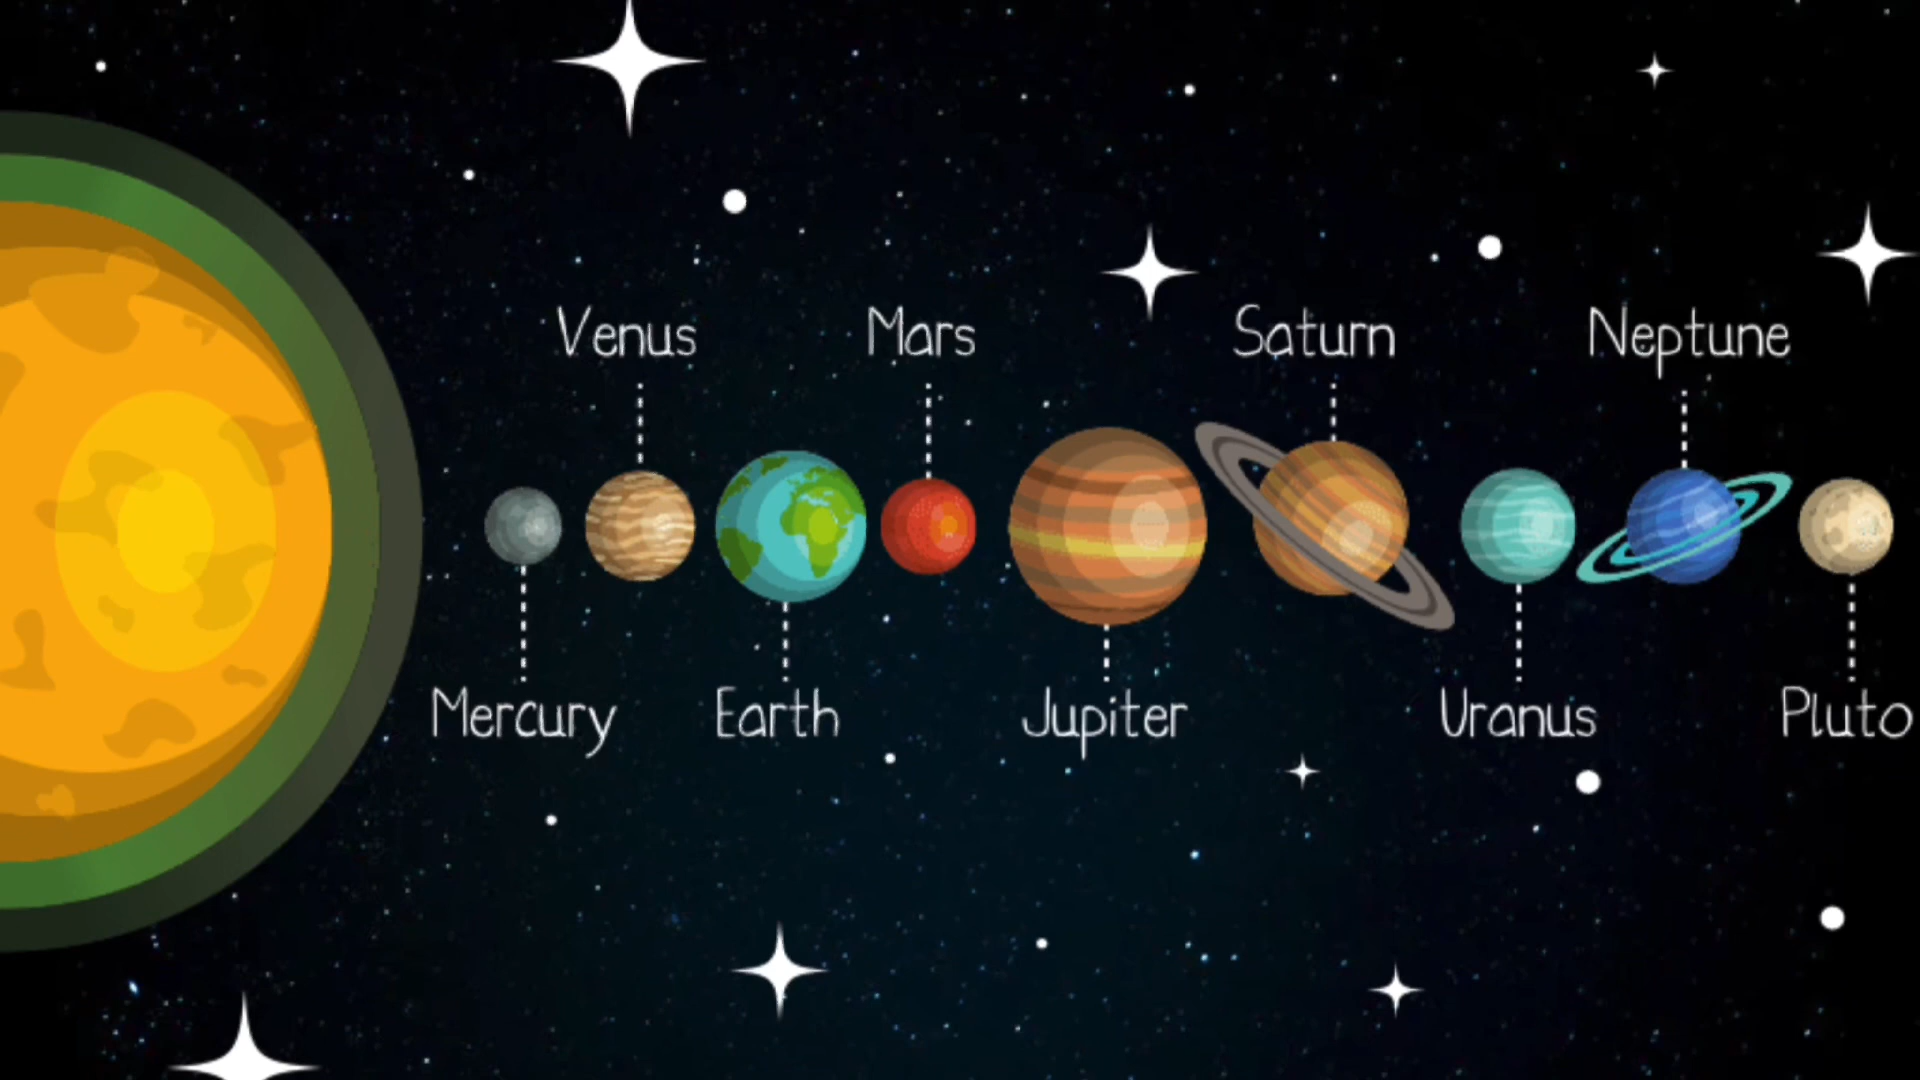 Venus
Mars
Saturn
Neptune
Mercury
Earth
Jupiter
Uranus
Pluto